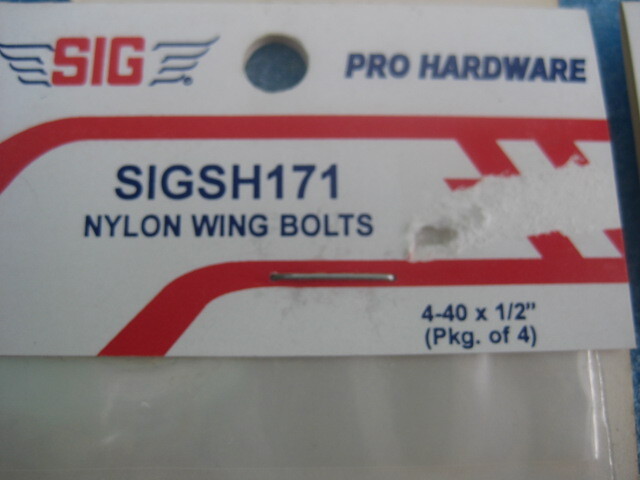 SIG
PRO HARDWARE
SIGSH171
NYLON WING BOLTS
4-40 x 1/2"
(Pkg. of 4)